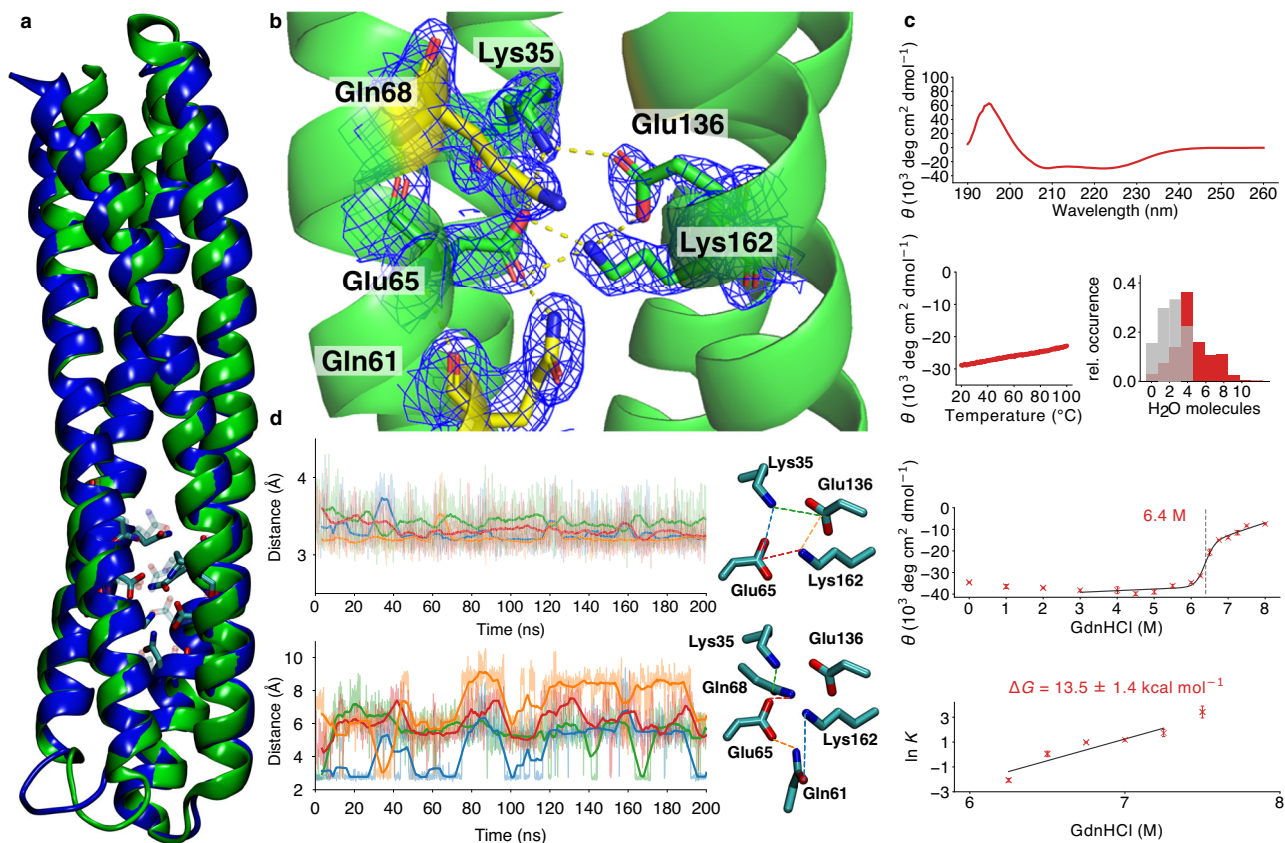 a
b
Lys35
Gln68
Glu136
Glu65
Lys162
Gln61
c
θ (10³ deg cm² dmol⁻¹)
100
80
60
40
20
0
−20
−40
190 200 210 220 230 240 250 260
Wavelength (nm)
θ (10³ deg cm² dmol⁻¹)
0
−10
−20
−30
20 40 60 80 100
Temperature (°C)
rel. occurence
0.4
0.2
0.0
0 2 4 6 8 10
H₂O molecules
θ (10³ deg cm² dmol⁻¹)
0
−10
−20
−30
−40
6.4 M
0 1 2 3 4 5 6 7 8
GdnHCl (M)
ΔG = 13.5 ± 1.4 kcal mol⁻¹
ln K
3
1
−1
−3
6 7 8
GdnHCl (M)
d
Distance (Å)
4
3
0 20 40 60 80 100 120 140 160 180 200
Time (ns)
Lys35
Glu136
Glu65
Lys162
Distance (Å)
10
8
6
4
2
0 20 40 60 80 100 120 140 160 180 200
Time (ns)
Lys35
Glu136
Gln68
Glu65
Lys162
Gln61